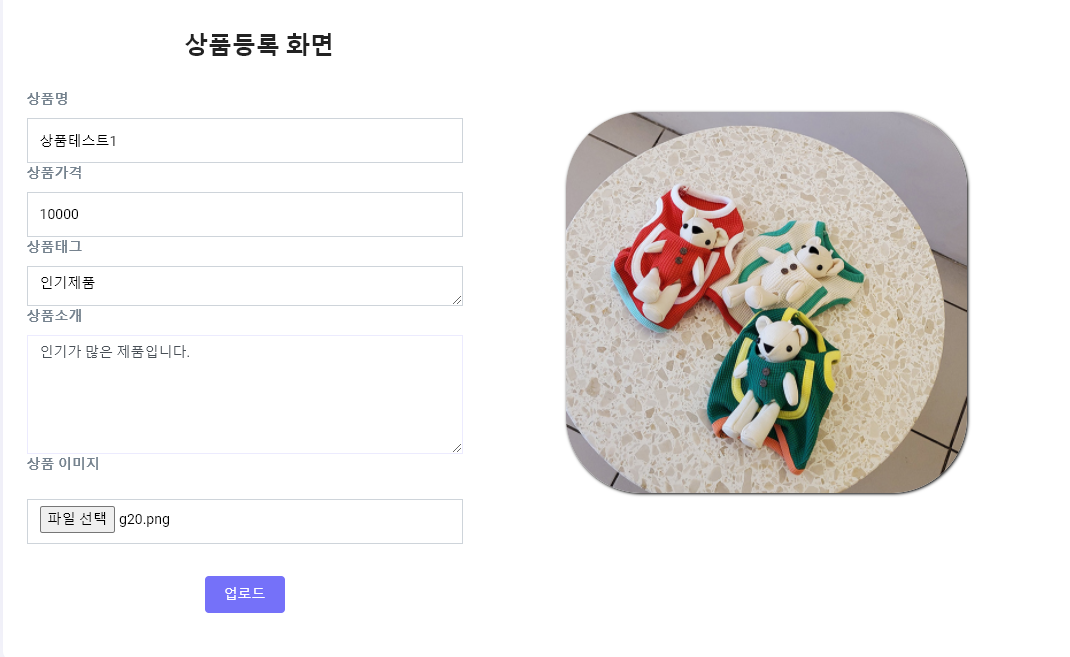 상품등록 화면
상품명
상품테스트1
상품가격
10000
상품태그
인기제품
상품소개
인기가 많은 제품입니다.
상품 이미지
파일 선택 g20.png
업로드